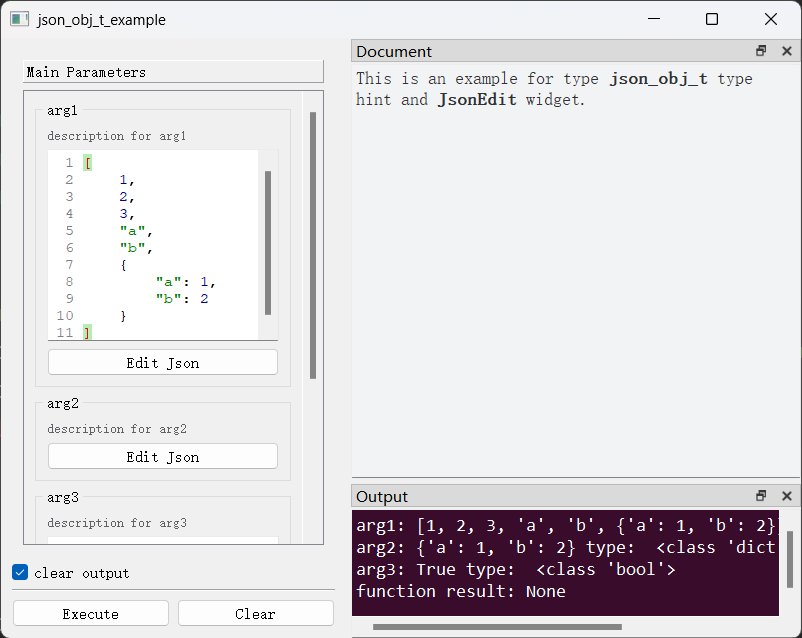 json_obj_t_example
Main Parameters
arg1
description for arg1
1 [
2 1,
3 2,
4 3,
5 "a",
6 "b",
7 {
8 "a": 1,
9 "b": 2
10 }
11 ]
Edit Json
arg2
description for arg2
Edit Json
arg3
description for arg3
clear output
Execute Clear
Document
This is an example for type json_obj_t type
hint and JsonEdit widget.
Output
arg1: [1, 2, 3, 'a', 'b', {'a': 1, 'b': 2}]
arg2: {'a': 1, 'b': 2} type:  <class 'dict
arg3: True type:  <class 'bool'>
function result: None